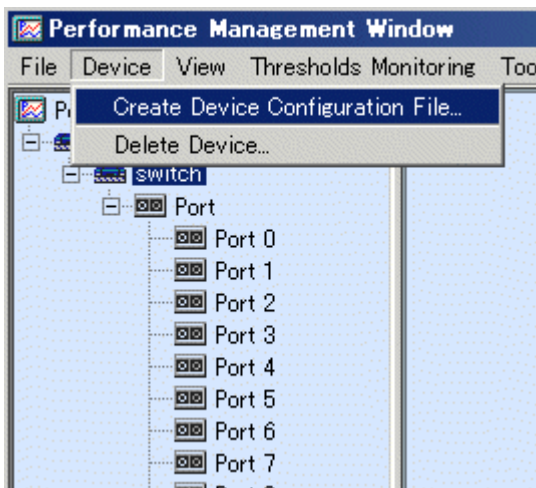 Performance Management Window
File Device View Thresholds Monitoring Too
Create Device Configuration File...
Delete Device...
switch
Port
Port 0
Port 1
Port 2
Port 3
Port 4
Port 5
Port 6
Port 7